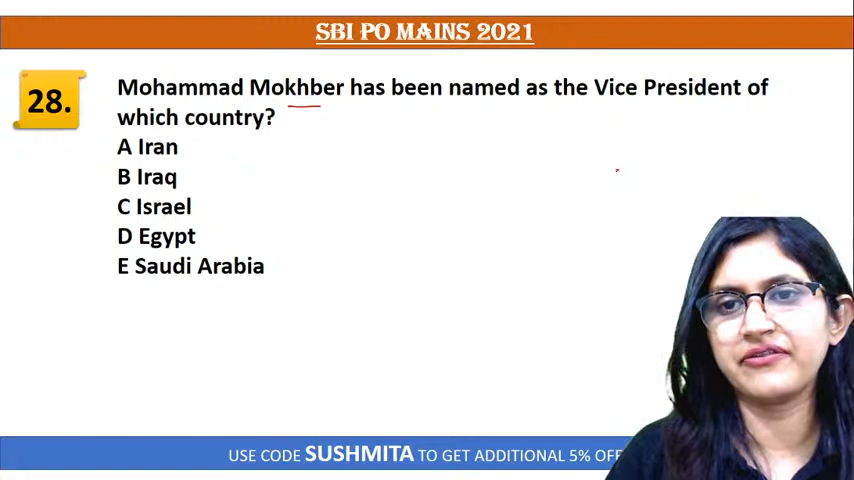 SBI PO MAINS 2021
28.
Mohammad Mokhber has been named as the Vice President of
which country?
A Iran
B Iraq
C Israel
D Egypt
E Saudi Arabia
USE CODE SUSHMITA TO GET ADDITIONAL 5% OFF